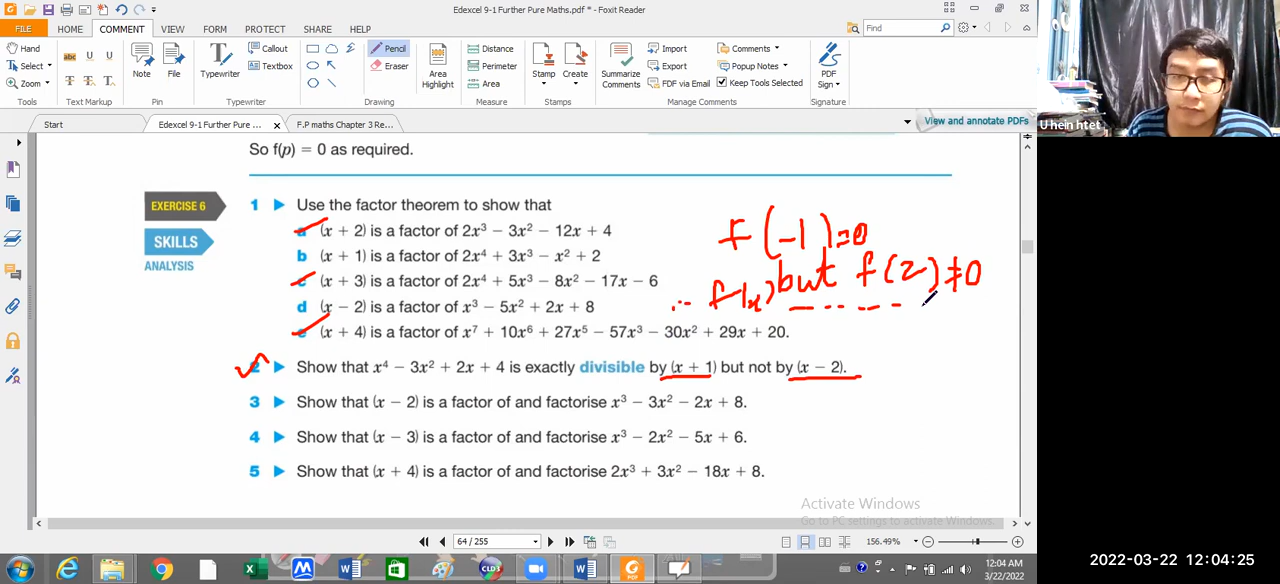 Edexcel 9-1 Further Pure Maths.pdf * - Foxit Reader
FILE HOME COMMENT VIEW FORM PROTECT SHARE HELP Find
Hand
Select
Zoom
Tools
Text Markup
Note
File
Pin
Typewriter
Callout
Textbox
Typewriter
Pencil
Eraser
Drawing
Area Highlight
Distance
Perimeter
Area
Measure
Stamp
Create
Stamps
Summarize Comments
Import
Export
PDF via Email
Comments
Popup Notes
Keep Tools Selected
Manage Comments
PDF Sign
Signature
Start
Edexcel 9-1 Further Pure ...
F.P maths Chapter 3 Re...
View and annotate PDFs
U hein htet
So f(p) = 0 as required.
EXERCISE 6
SKILLS
ANALYSIS
1 Use the factor theorem to show that
a (x + 2) is a factor of 2x³ − 3x² − 12x + 4
b (x + 1) is a factor of 2x⁴ + 3x³ − x² + 2
c (x + 3) is a factor of 2x⁴ + 5x³ − 8x² − 17x − 6
d (x − 2) is a factor of x³ − 5x² + 2x + 8
e (x + 4) is a factor of x⁷ + 10x⁶ + 27x⁵ − 57x³ − 30x² + 29x + 20.
f(-1)=0
but f(2)≠0
∴ f(x)
2 Show that x⁴ − 3x² + 2x + 4 is exactly divisible by (x + 1) but not by (x − 2).
3 Show that (x − 2) is a factor of and factorise x³ − 3x² − 2x + 8.
4 Show that (x − 3) is a factor of and factorise x³ − 2x² − 5x + 6.
5 Show that (x + 4) is a factor of and factorise 2x³ + 3x² − 18x + 8.
Activate Windows
Go to PC settings to activate Windows.
64 / 255
156.49%
12:04 AM
3/22/2022
2022-03-22 12:04:25